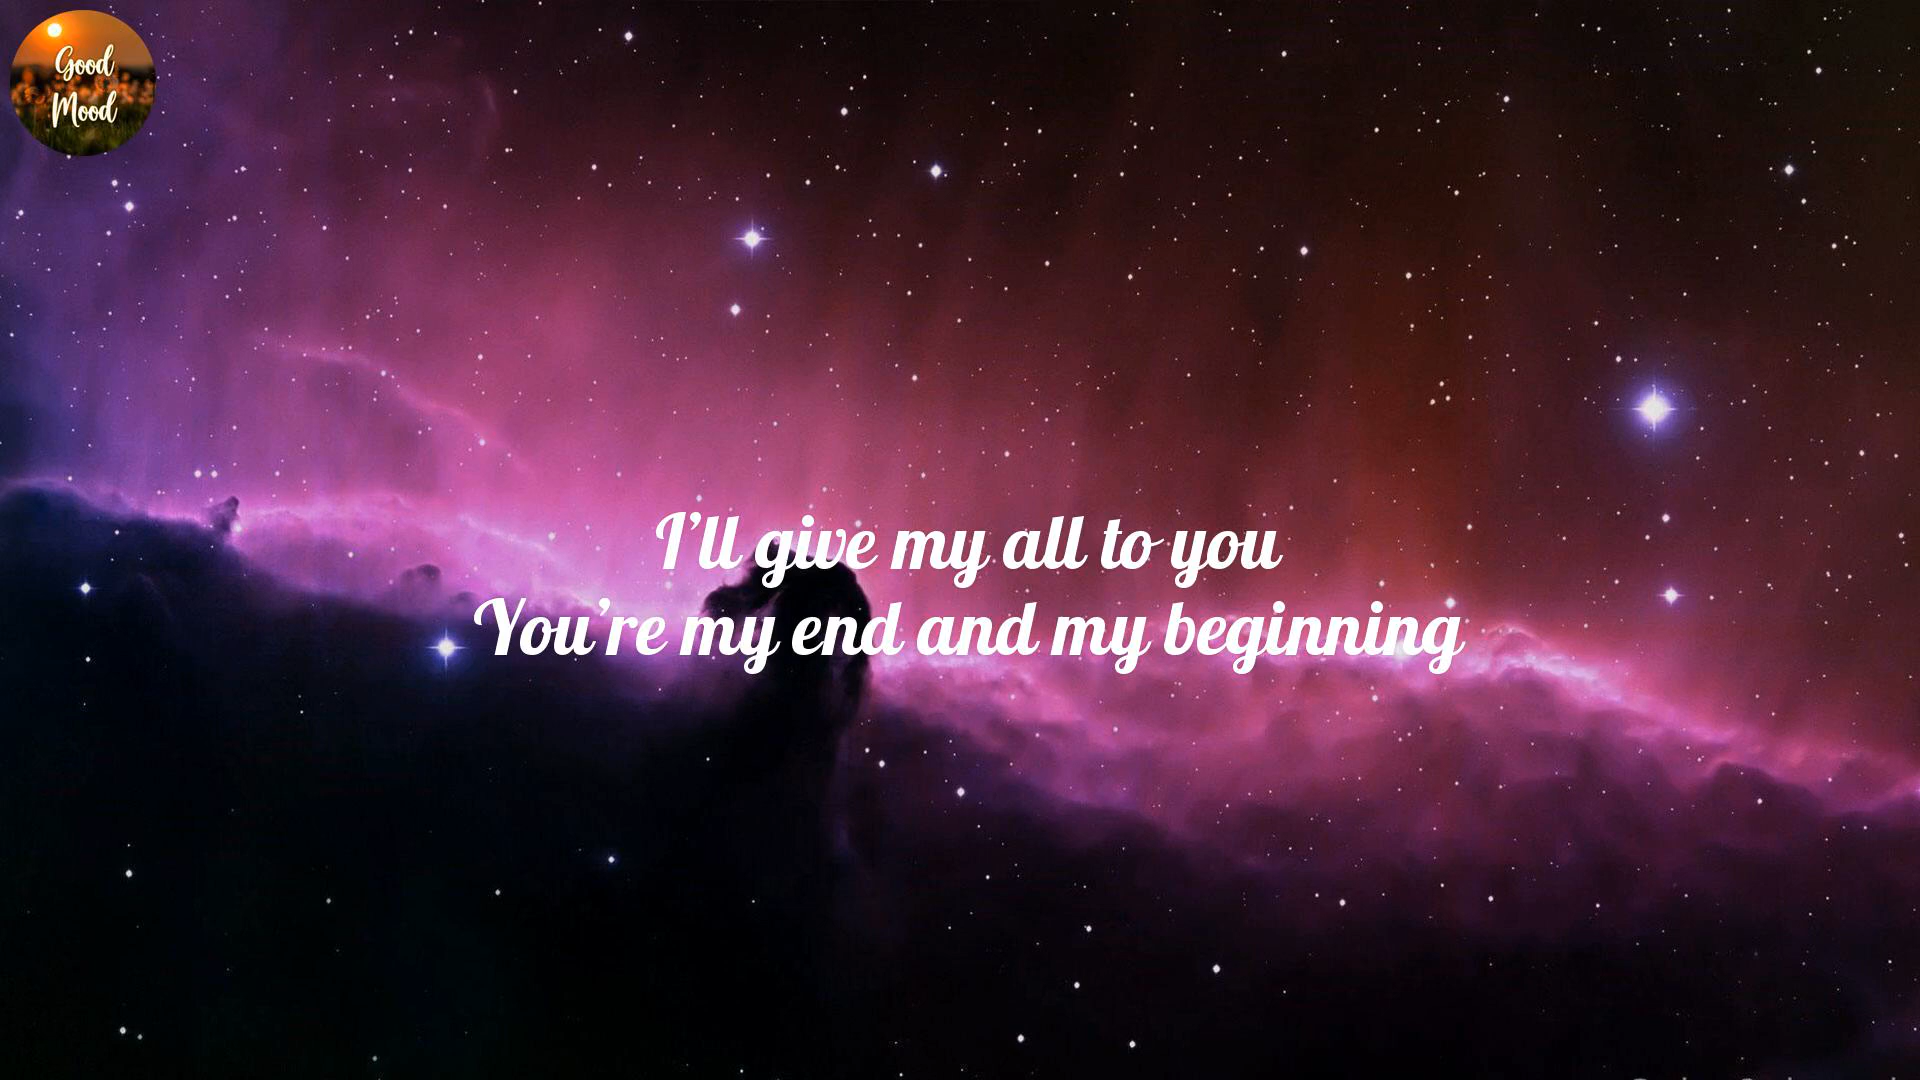 Good
Mood
I'll give my all to you
You're my end and my beginning